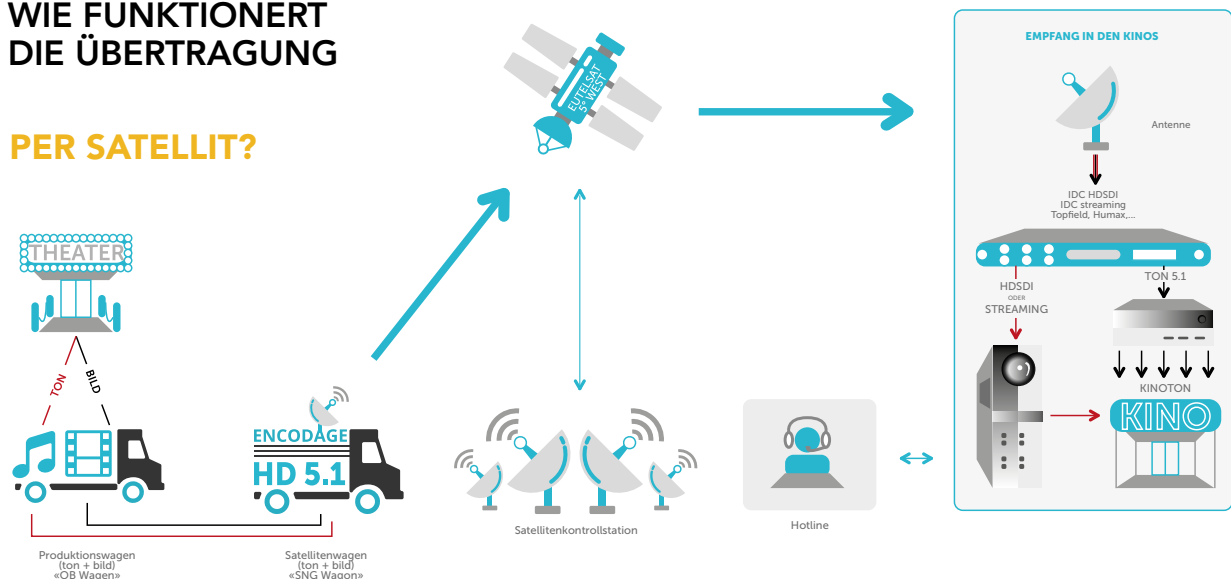 WIE FUNKTIONERT
DIE ÜBERTRAGUNG
PER SATELLIT?
THEATER
TON
BILD
ENCODAGE
HD 5.1
Produktionswagen
(ton + bild)
«OB Wagen»
Satellitenwagen
(ton + bild)
«SNG Wagon»
EUTELSAT
5° WEST
Satellitenkontrollstation
Hotline
EMPFANG IN DEN KINOS
Antenne
IDC HDSDI
IDC streaming
Topfield, Humax,...
HDSDI
ODER
STREAMING
TON 5.1
KINOTON
KINO